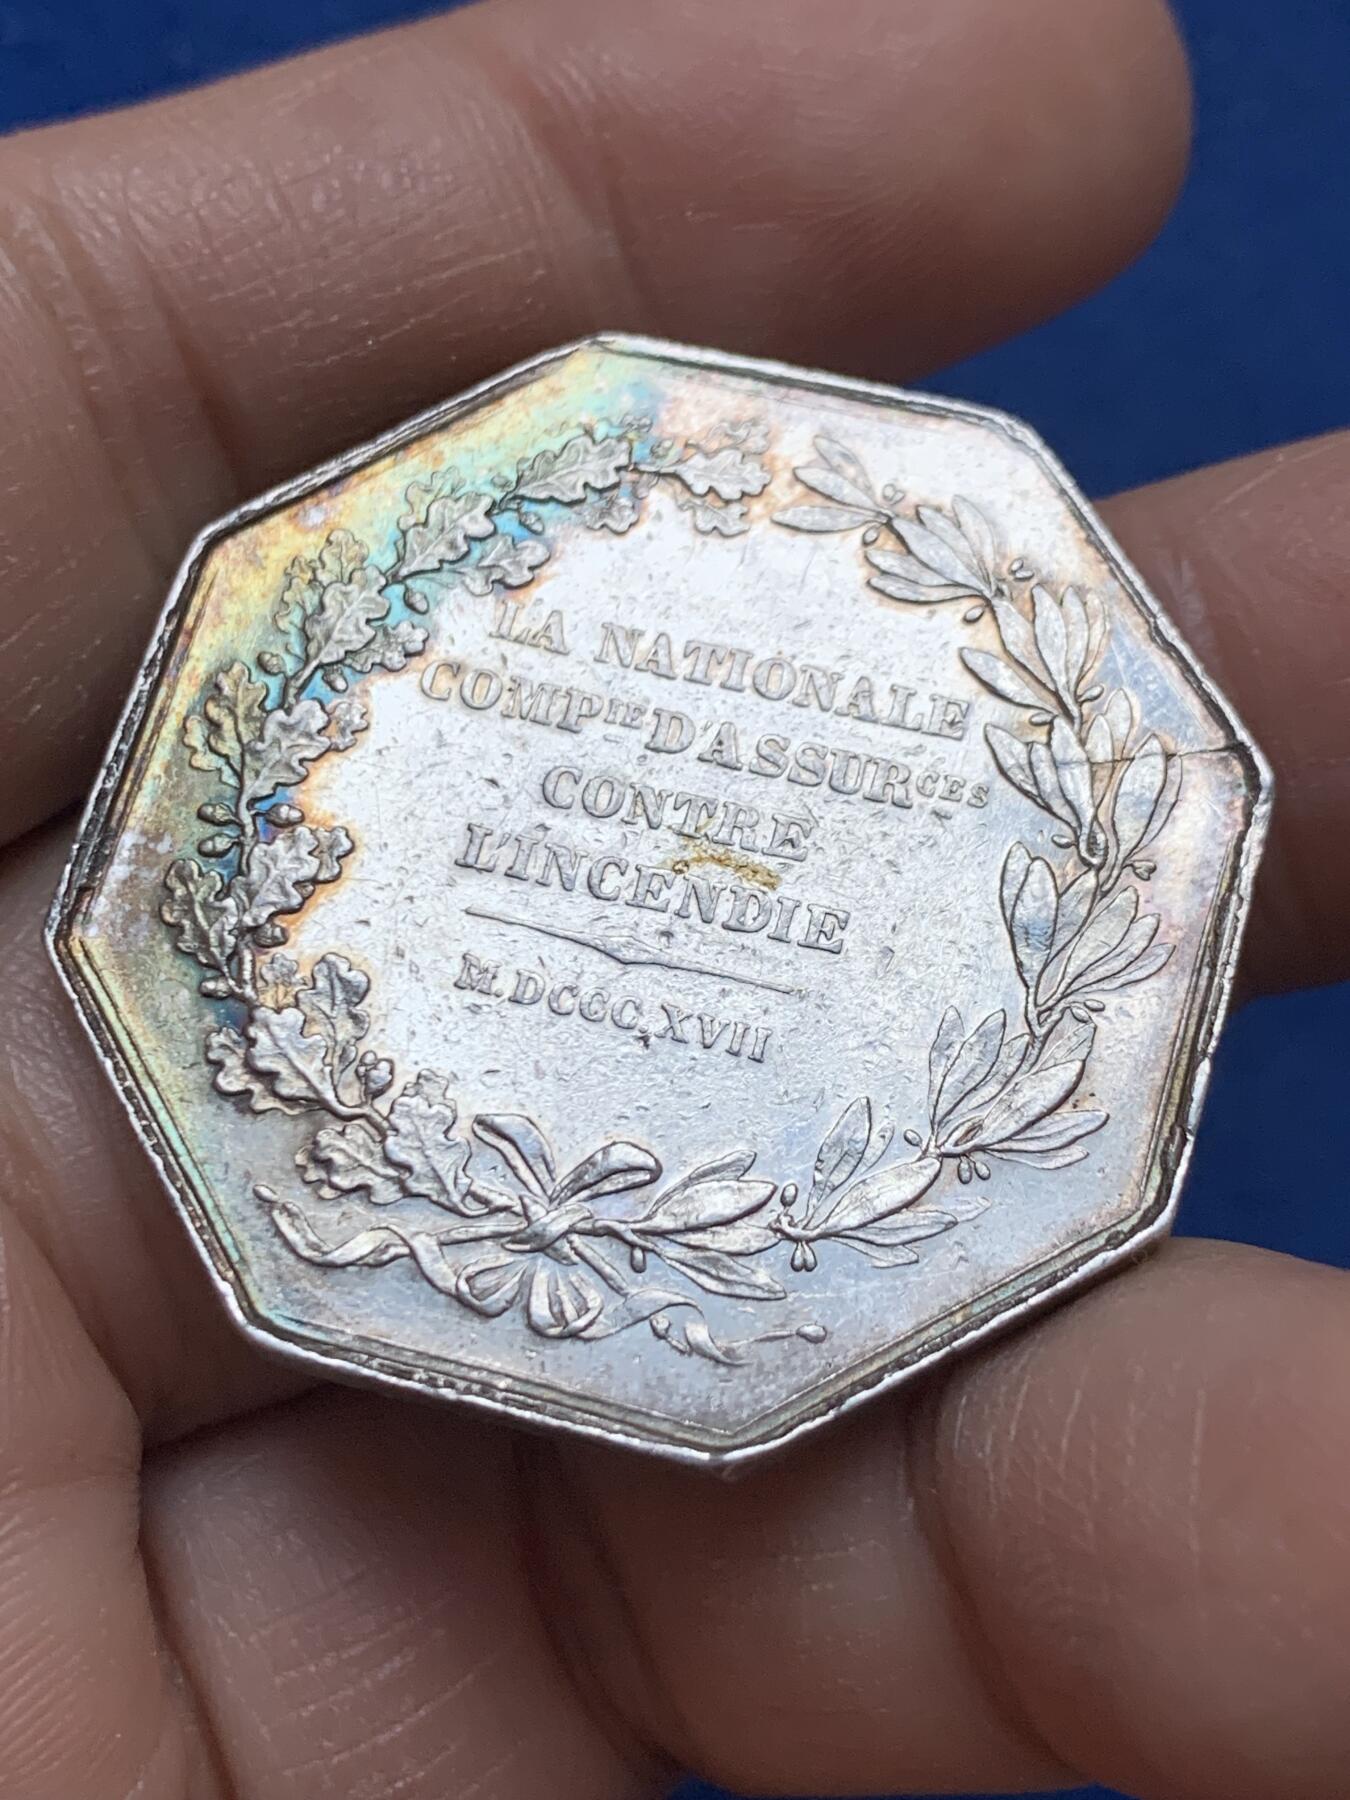 LA NATIONALE
COMPIE D'ASSURCES
CONTRE
L'INCENDIE
M.DCCC.XVII